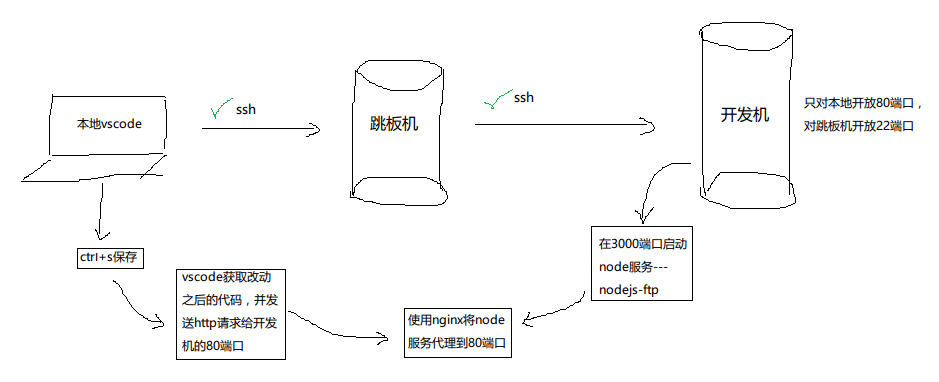 本地vscode
ssh
跳板机
ssh
开发机
只对本地开放80端口，
对跳板机开放22端口
ctrl+s保存
vscode获取改动
之后的代码，并发
送http请求给开发
机的80端口
使用nginx将node
服务代理到80端口
在3000端口启动
node服务---
nodejs-ftp